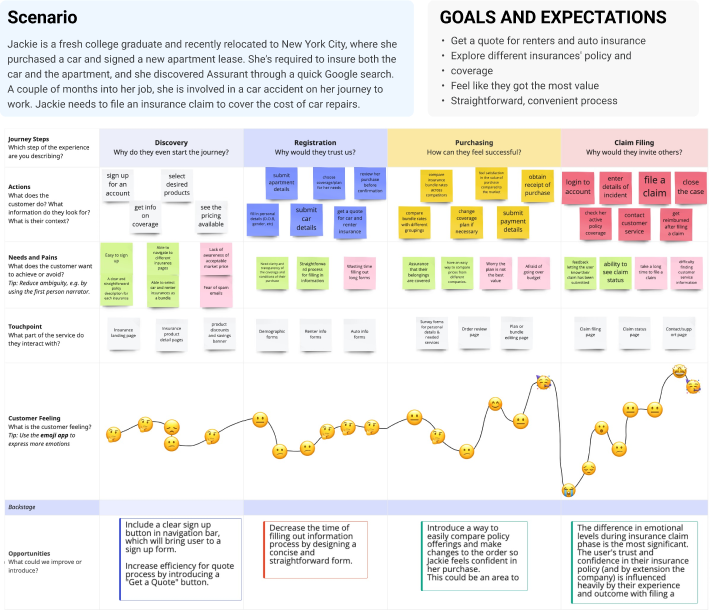 Scenario
Jackie is a fresh college graduate and recently relocated to New York City, where she
purchased a car and signed a new apartment lease. She's required to insure both the
car and the apartment, and she discovered Assurant through a quick Google search.
A couple of months into her job, she is involved in a car accident on her journey to
work. Jackie needs to file an insurance claim to cover the cost of car repairs.
GOALS AND EXPECTATIONS
• Get a quote for renters and auto insurance
• Explore different insurances' policy and
• coverage
• Feel like they got the most value
• Straightforward, convenient process
Journey Steps
Which step of the experience
are you describing?
Discovery
Why do they even start the journey?
Registration
Why would they trust us?
Purchasing
How can they feel successful?
Claim Filing
Why would they invite others?
Actions
What does the
customer do? What
information do they look for?
What is their context?
sign up
for an
account
select
desired
products
get info
on
coverage
see the
pricing
available
submit
apartment
details
choose
coverage/plan
for her needs
review her
purchase
before
confirmation
fill in personal
details (D.O.B,
gender, etc)
submit
car
details
get a quote
for car and
renter
insurance
compare
insurance
bundle rates
across
competitors
feel satisfaction
in the value of
purchase
compared to the
market
obtain
receipt of
purchase
compare
bundle rates
with different
groupings
change
coverage
plan if
necessary
submit
payment
details
login to
account
enter
details of
incident
file a
claim
close
the case
check her
active
policy
coverage
contact
customer
service
get
reimbursed
after filing
a claim
Needs and Pains
What does the customer want
to achieve or avoid?
Tip: Reduce ambiguity, e.g. by
using the first person narrator.
Easy to sign
up
Able to
navigate to
different
insurance
pages
Lack of
awareness of
acceptable
market price
A clear and
straightforward
policy
description for
each insurance
Able to select
car and renter
insurances as
a bundle
Fear of spam
emails
Need clarity and
transparency of
the coverage and
conditions of their
purchase
Straightforwa
rd process for
filling in
information
Wasting time
filling out
long forms
Assurance
that their
belongings
are covered
Have an easy way
to compare
prices from
different
companies
Worry the
plan is not
the best
value
Afraid of
going over
budget
feedback
letting the user
know their
claim has been
submitted
ability to
see claim
status
take a long
time to file a
claim
difficulty
finding
customer
service
information
Touchpoint
What part of the service do
they interact with?
Insurance
landing page
Insurance
product
detail pages
product
discounts
and savings
banner
Demographic
forms
Renter info
forms
Auto info
forms
Survey forms
for personal
details &
needed
services
Order review
page
Plan or
bundle
editing page
Claim filing
page
Claim status
page
Contact/supp
ort page
Customer Feeling
What is the customer feeling?
Tip: Use the emoji app to
express more emotions
Backstage
Opportunities
What could we improve or
introduce?
Include a clear sign up
button in navigation bar,
which will bring user to a
sign up form.
Increase efficiency for quote
process by introducing a
"Get a Quote" button.
Decrease the time of
filling out information
process by designing a
concise and
straightforward form.
Introduce a way to
easily compare policy
offerings and make
changes to the order so
Jackie feels confident in
her purchase.
This could be an area to
The difference in emotional
levels during insurance claim
phase is the most significant.
The user's trust and
confidence in their insurance
policy (and by extension the
company) is influenced
heavily by their experience
and outcome with filing a